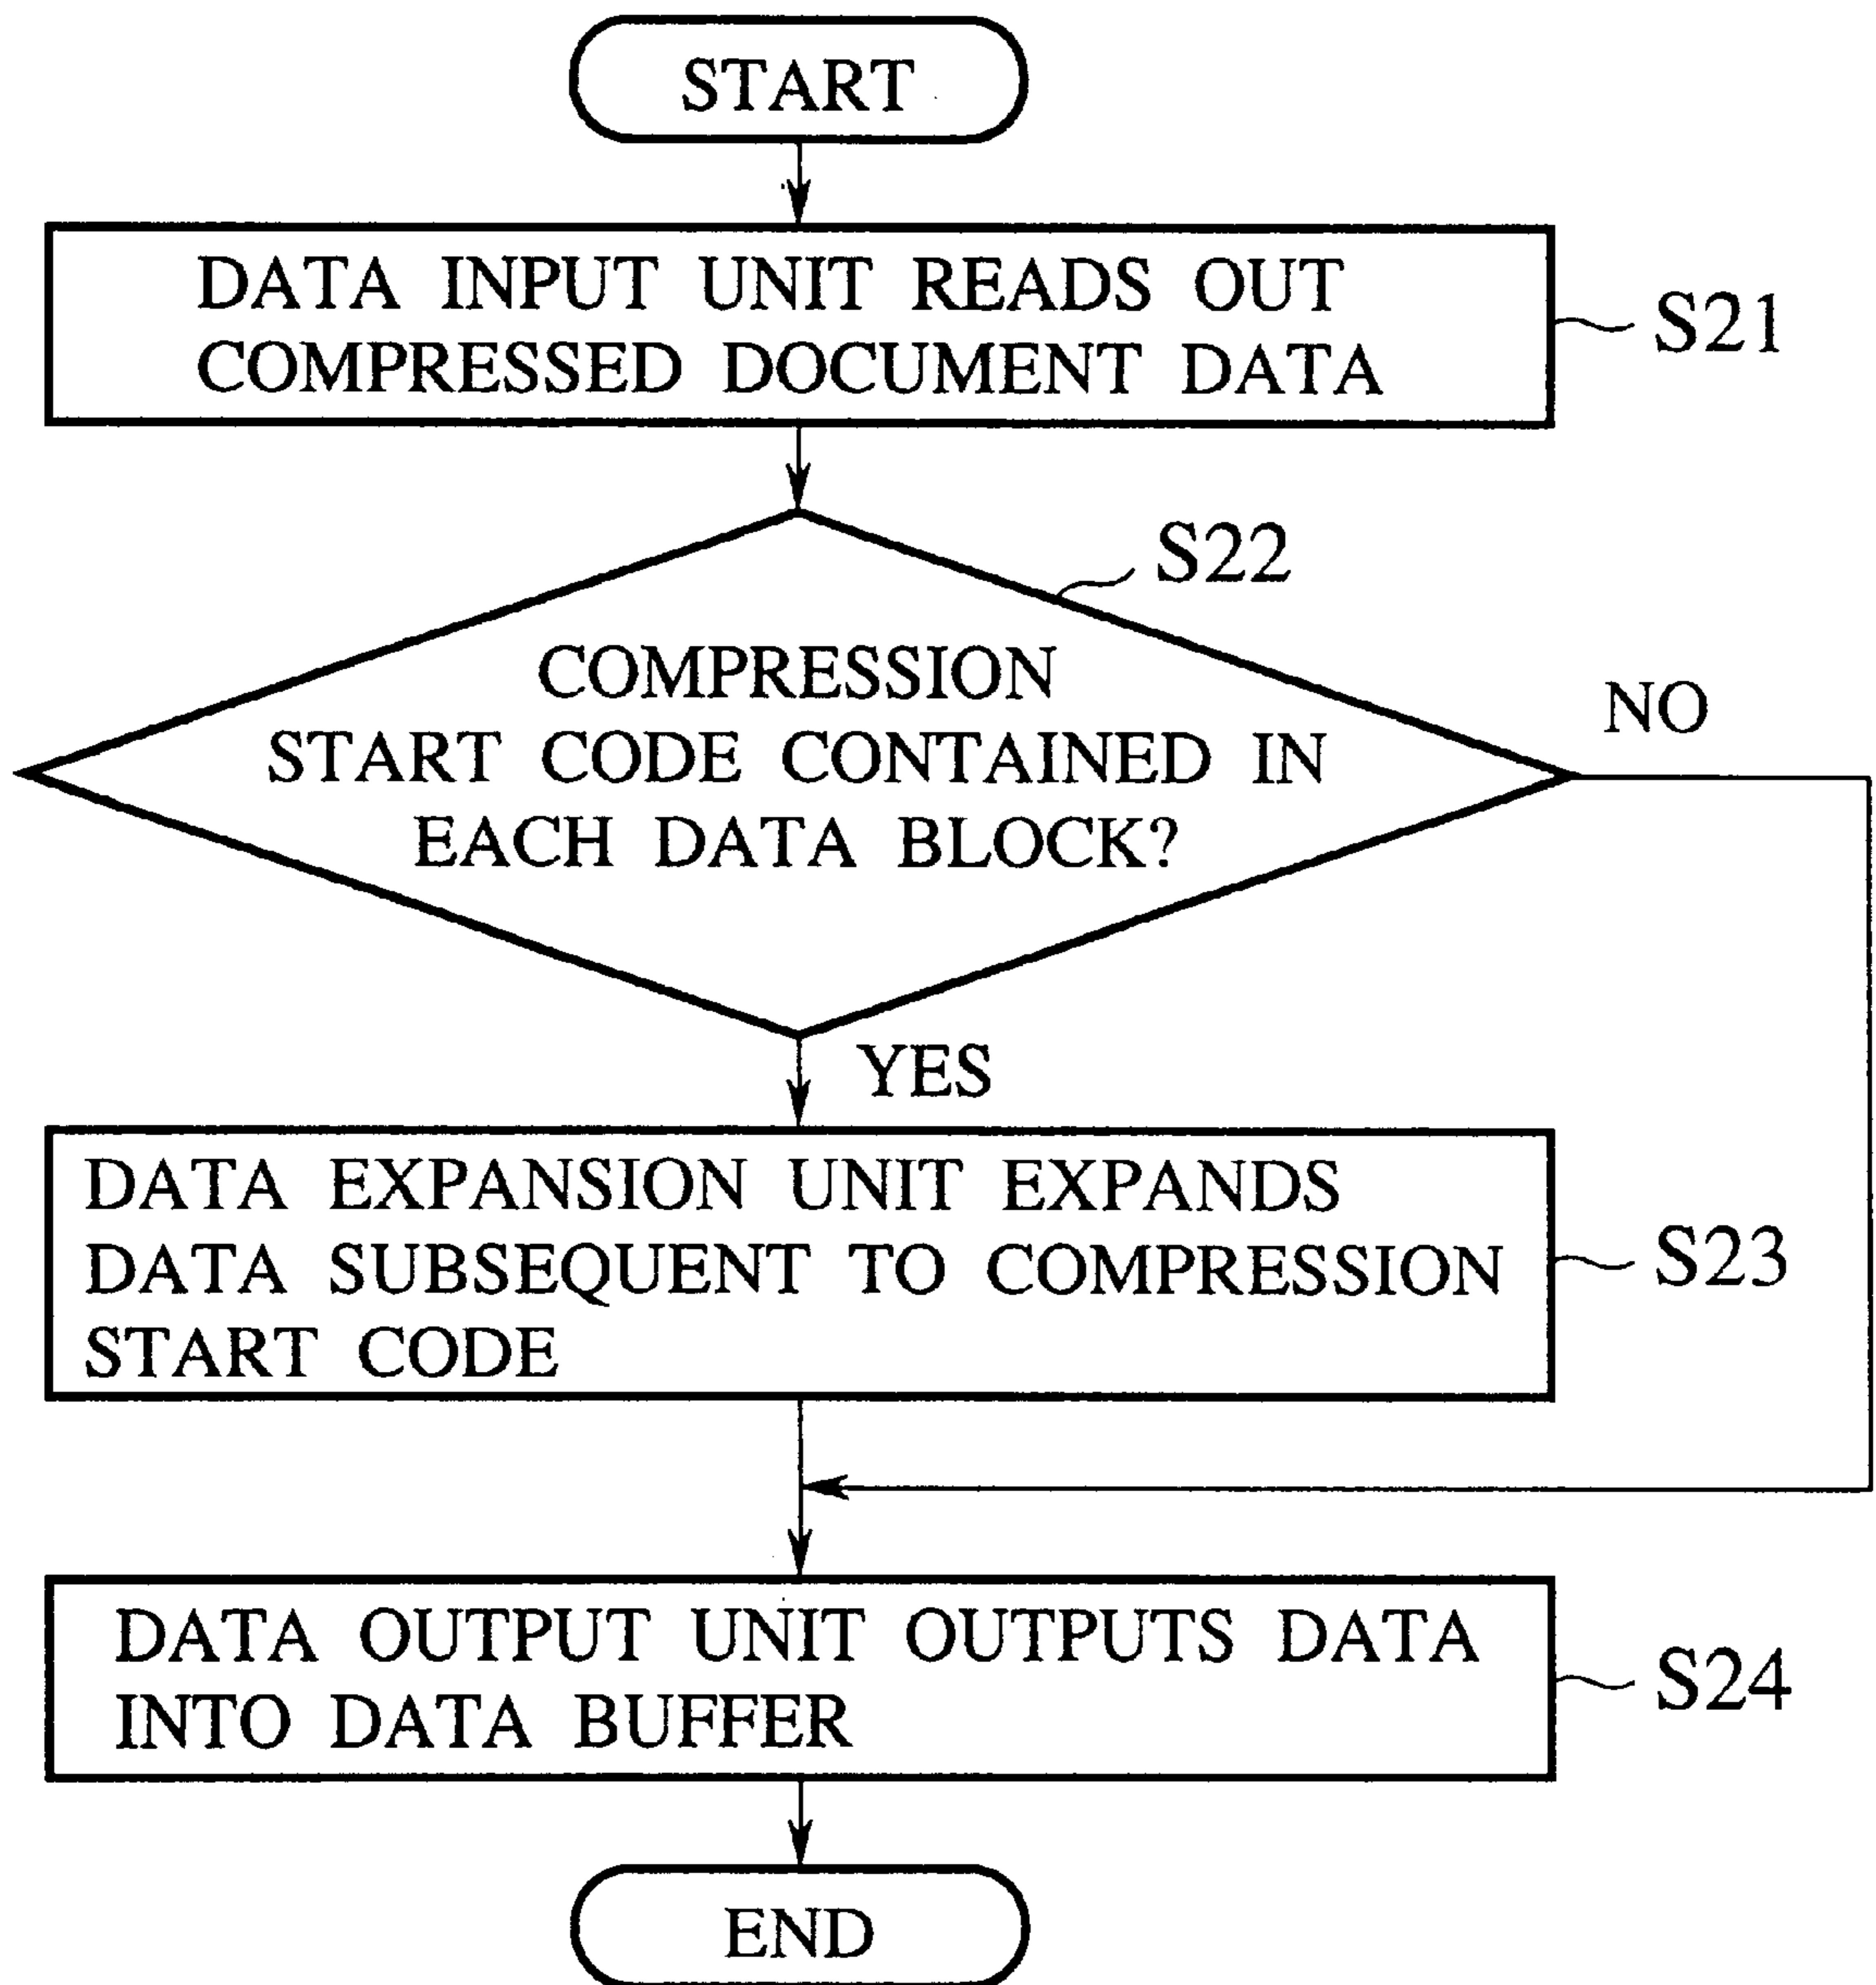 START
DATA INPUT UNIT READS OUT
COMPRESSED DOCUMENT DATA
S21
S22
COMPRESSION
START CODE CONTAINED IN
EACH DATA BLOCK?
NO
YES
DATA EXPANSION UNIT EXPANDS
DATA SUBSEQUENT TO COMPRESSION
START CODE
S23
DATA OUTPUT UNIT OUTPUTS DATA
INTO DATA BUFFER
S24
END